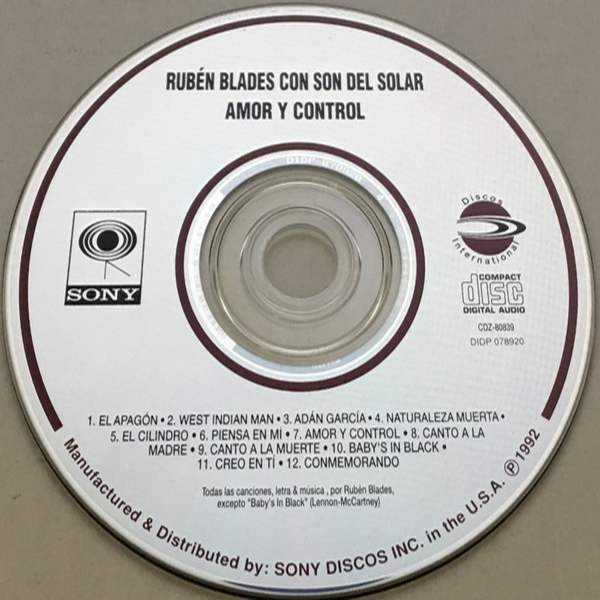 RUBÉN BLADES CON SON DEL SOLAR
AMOR Y CONTROL
SONY
Discos
International
COMPACT
disc
DIGITAL AUDIO
CDZ-80839
DIDP 078920
1. EL APAGÓN • 2. WEST INDIAN MAN • 3. ADÁN GARCÍA • 4. NATURALEZA MUERTA •
5. EL CILINDRO • 6. PIENSA EN MÍ • 7. AMOR Y CONTROL • 8. CANTO A LA
MADRE • 9. CANTO A LA MUERTE • 10. BABY'S IN BLACK •
11. CREO EN TÍ • 12. CONMEMORANDO
Todas las canciones, letra & música , por Rubén Blades,
excepto "Baby's In Black" (Lennon-McCartney)
Manufactured & Distributed by: SONY DISCOS INC. in the U.S.A. Ⓟ 1992